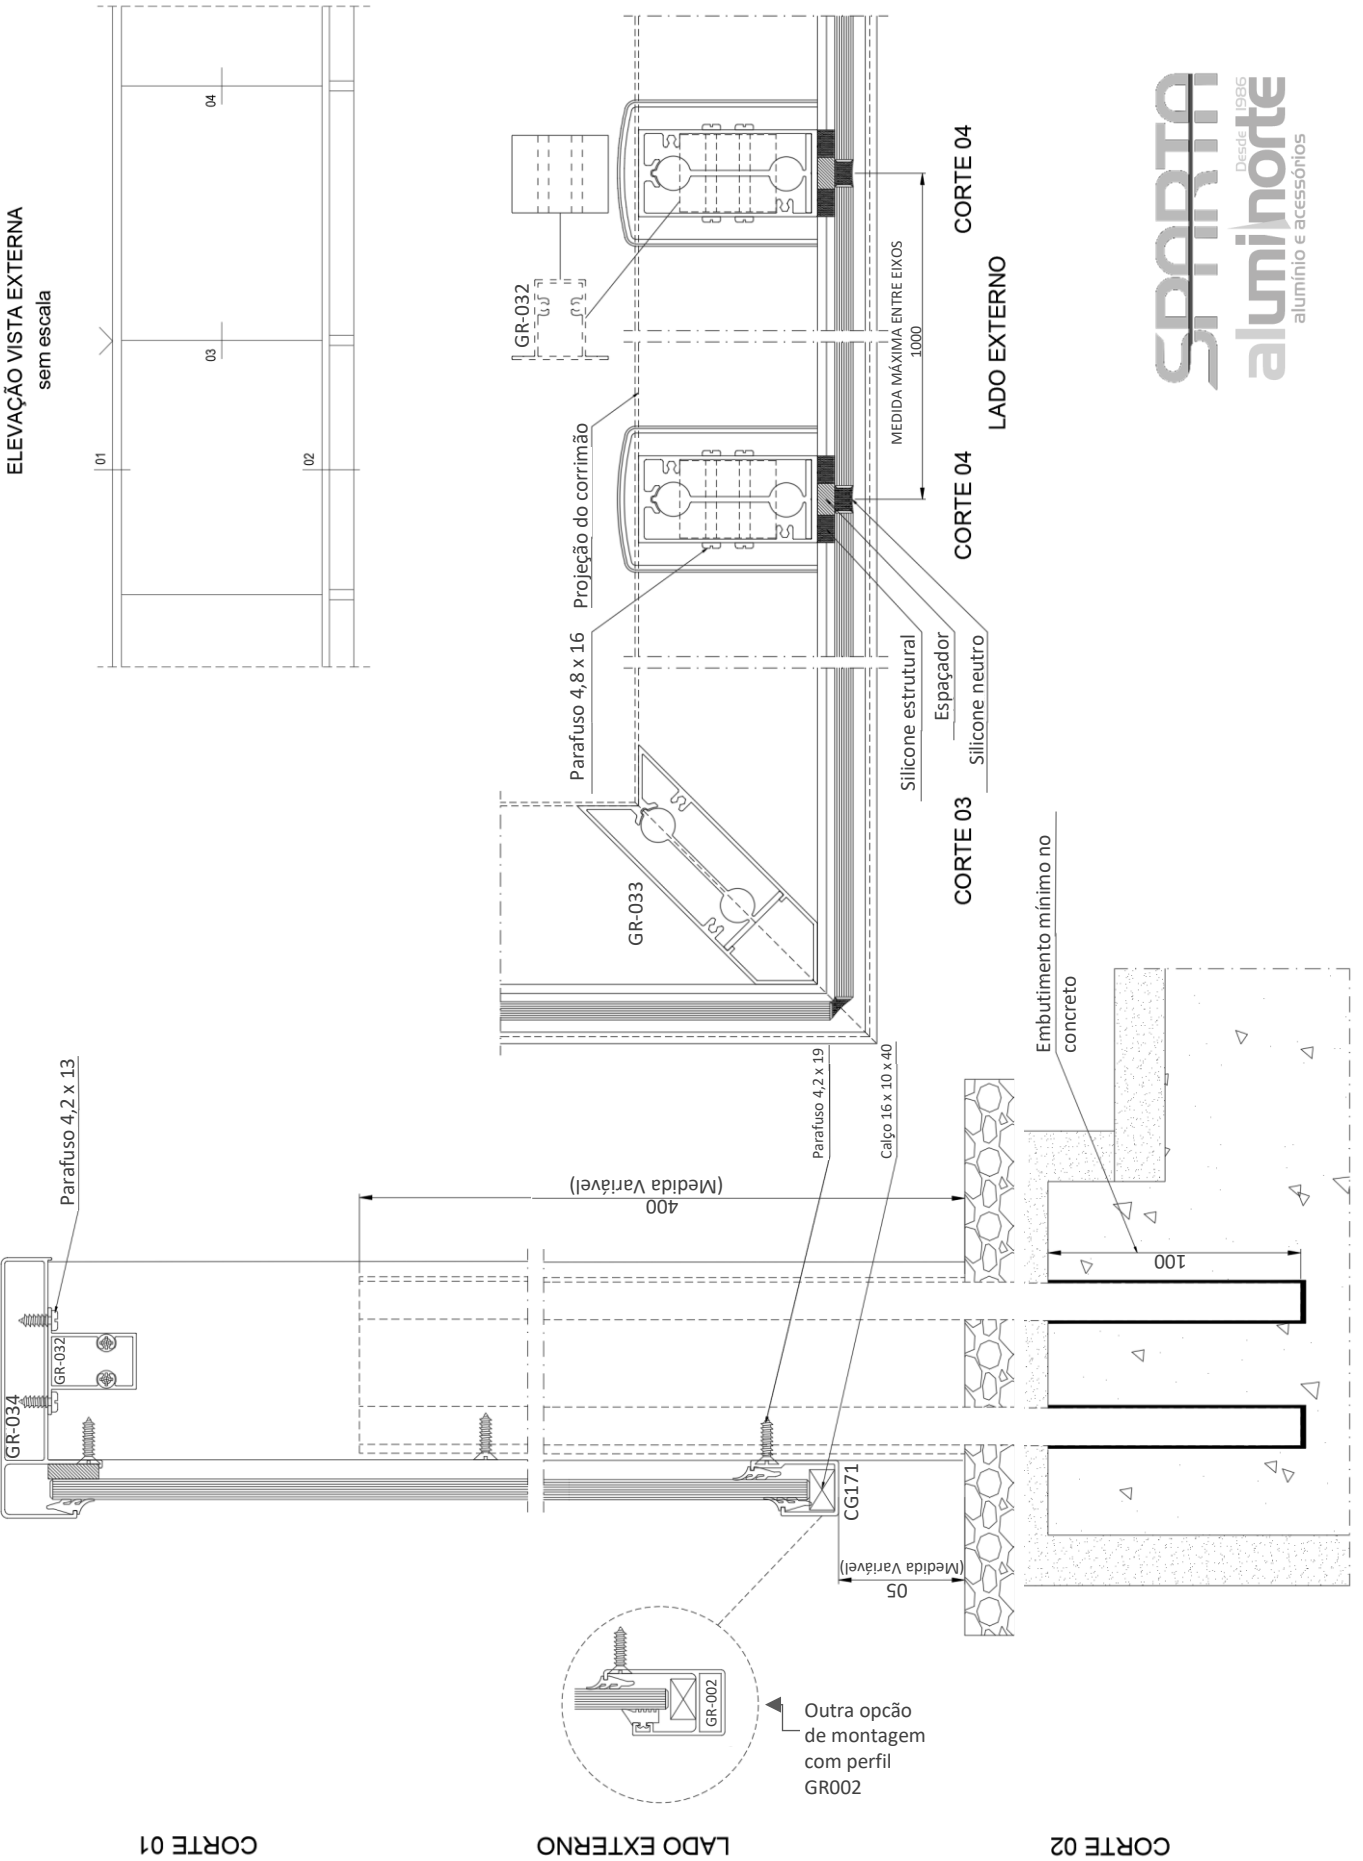 ELEVAÇÃO VISTA EXTERNA
sem escala
01
02
03
04
GR-032
Projeção do corrimão
Parafuso 4,8 x 16
GR-033
MEDIDA MÁXIMA ENTRE EIXOS
1000
Silicone estrutural
Espaçador
Silicone neutro
CORTE 03
CORTE 04
CORTE 04
LADO EXTERNO
SPARTA
Desde 1986
aluminorte
alumínio e acessórios
Parafuso 4,2 x 13
GR-034
GR-032
400
(Medida Variável)
Parafuso 4,2 x 19
Calço 16 x 10 x 40
CG171
05
(Medida Variável)
Embutimento mínimo no
concreto
100
GR-002
Outra opcão
de montagem
com perfil
GR002
CORTE 01
LADO EXTERNO
CORTE 02